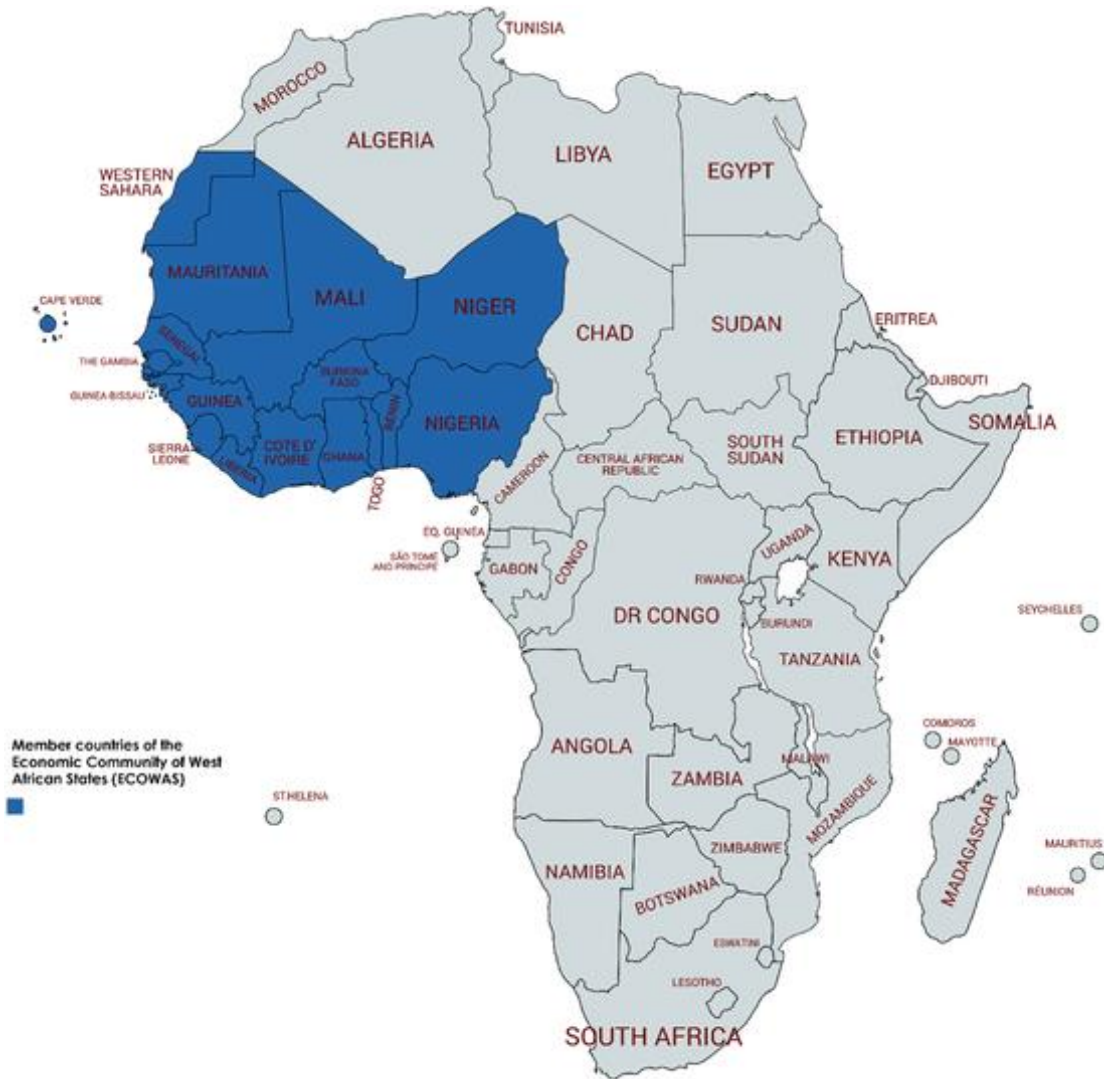 TUNISIA
MOROCCO
ALGERIA
LIBYA
EGYPT
WESTERN
SAHARA
MAURITANIA
MALI
NIGER
CAPE VERDE
CHAD
SUDAN
ERITREA
SENEGAL
THE GAMBIA
BURKINA
FASO
DJIBOUTI
GUINEA-BISSAU
GUINEA
BENIN
NIGERIA
SOMALIA
SIERRA
LEONE
LIBERIA
COTE D'
IVOIRE
GHANA
TOGO
CAMEROON
CENTRAL AFRICAN
REPUBLIC
SOUTH
SUDAN
ETHIOPIA
EQ. GUINEA
SÃO TOMÉ
AND PRINCIPE
GABON
CONGO
UGANDA
KENYA
RWANDA
DR CONGO
BURUNDI
SEYCHELLES
TANZANIA
Member countries of the
Economic Community of West
African States (ECOWAS)
ANGOLA
ZAMBIA
MALAWI
COMOROS
MAYOTTE
ST.HELENA
MOZAMBIQUE
MADAGASCAR
NAMIBIA
ZIMBABWE
BOTSWANA
MAURITIUS
RÉUNION
ESWATINI
LESOTHO
SOUTH AFRICA